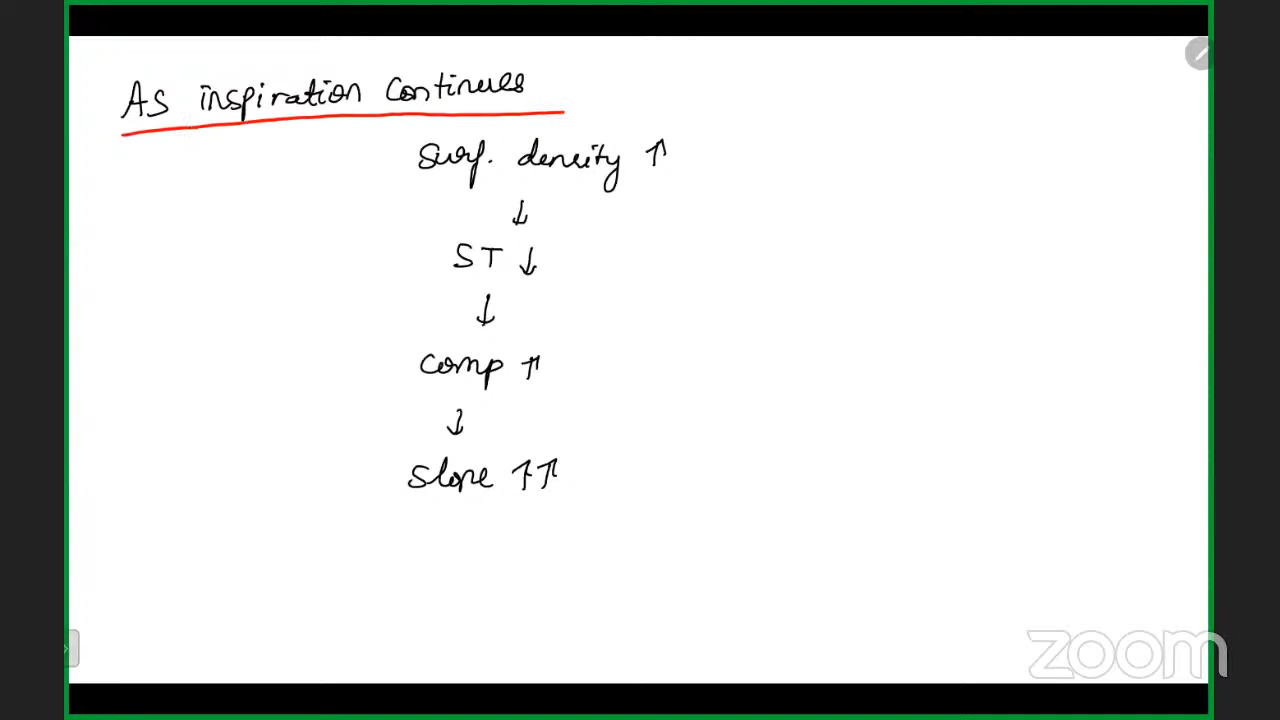 As inspiration continues
Surf. density ↑
↓
ST ↓
↓
Comp ↑
↓
Slope ↑↑
zoom